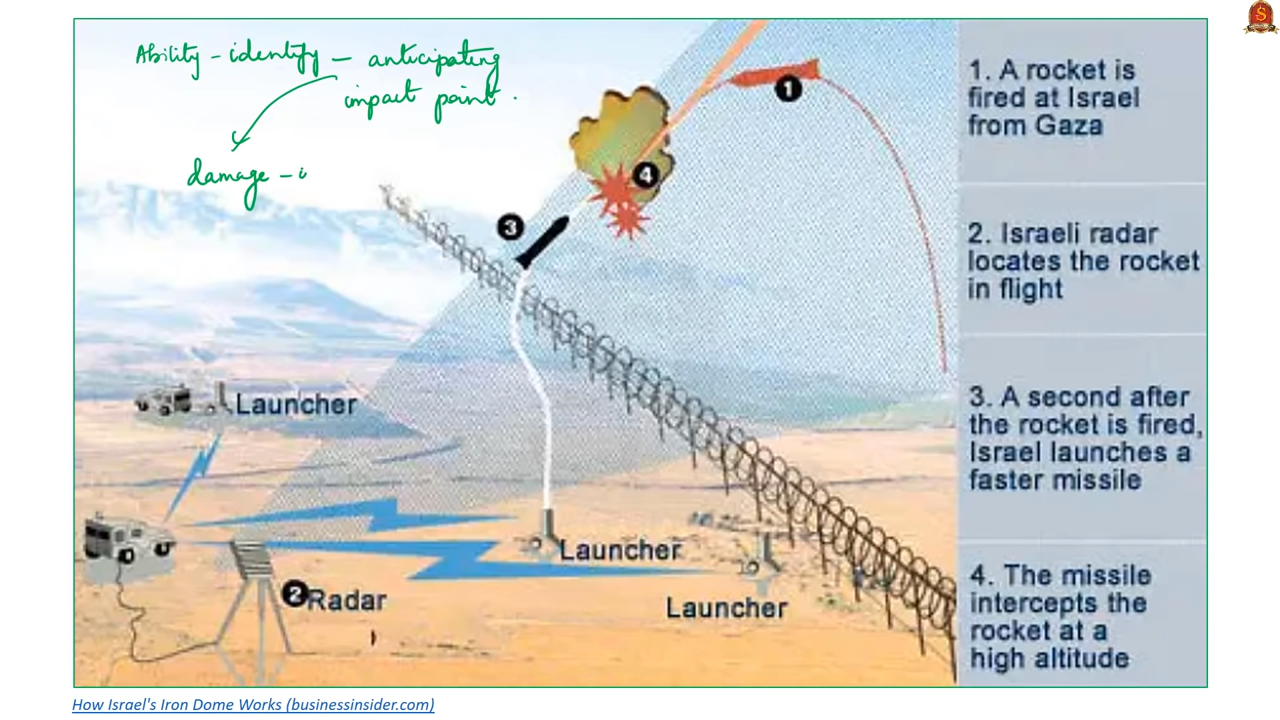 Ability - identify - anticipating
impact point.
damage - i
1
4
3
1. A rocket is
fired at Israel
from Gaza
2. Israeli radar
locates the rocket
in flight
3. A second after
the rocket is fired,
Israel launches a
faster missile
4. The missile
intercepts the
rocket at a
high altitude
Launcher
Launcher
2 Radar
Launcher
How Israel's Iron Dome Works (businessinsider.com)